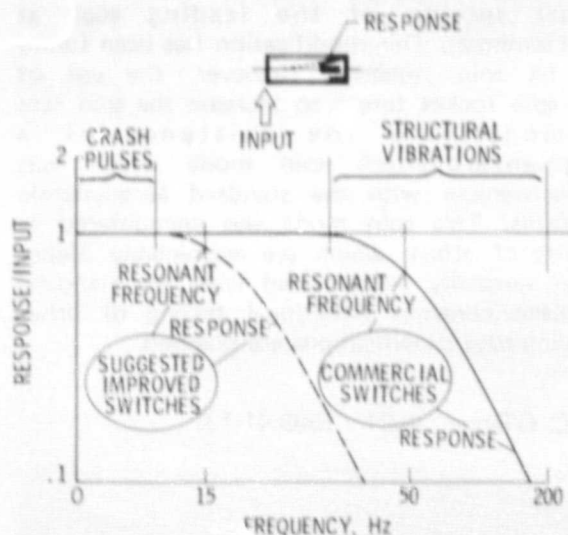 RESPONSE
INPUT
CRASH
PULSES
STRUCTURAL
VIBRATIONS
2
1
.1
RESPONSE/INPUT
RESONANT
FREQUENCY
RESPONSE
SUGGESTED
IMPROVED
SWITCHES
RESONANT
FREQUENCY
COMMERCIAL
SWITCHES
RESPONSE
0 15 50 200
FREQUENCY, Hz